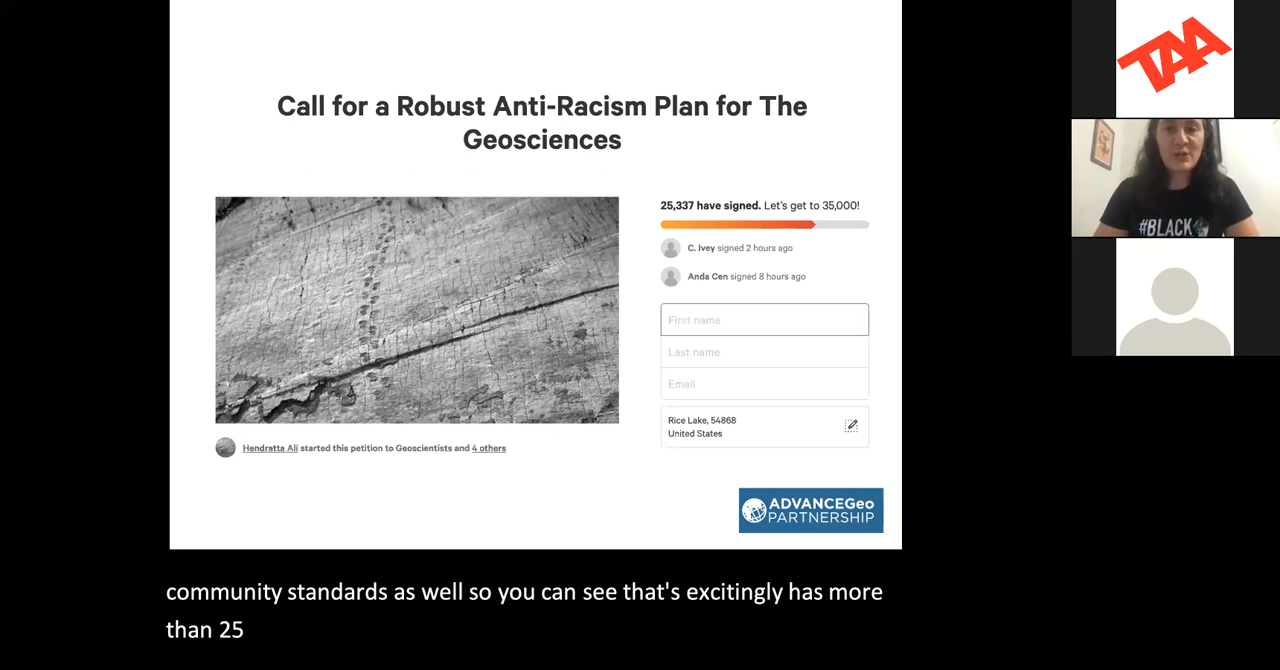 Call for a Robust Anti-Racism Plan for The
Geosciences
25,337 have signed. Let's get to 35,000!
C. Ivey signed 2 hours ago
Anda Cen signed 8 hours ago
First name
Last name
Email
Rice Lake, 54868
United States
Hendratta Ali started this petition to Geoscientists and 4 others
ADVANCEGeo
PARTNERSHIP
TAA
#BLACK
community standards as well so you can see that's excitingly has more
than 25